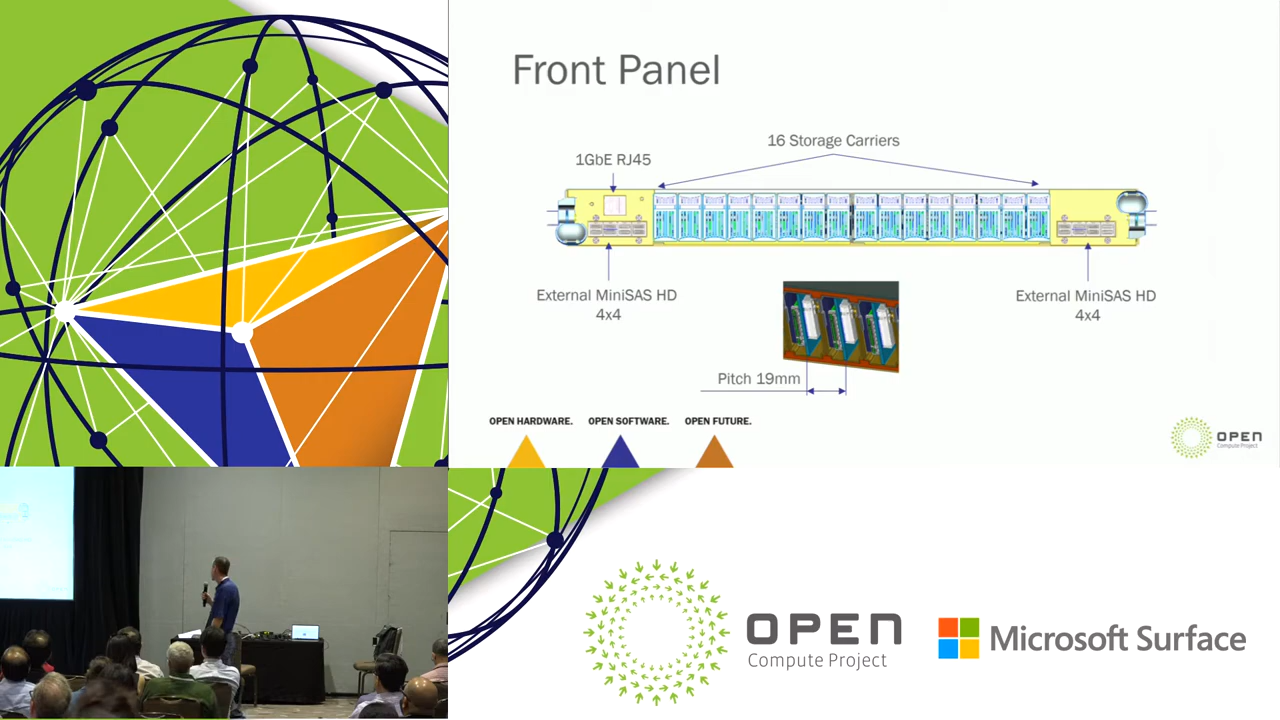 Front Panel
16 Storage Carriers
1GbE RJ45
External MiniSAS HD
4x4
External MiniSAS HD
4x4
Pitch 19mm
OPEN HARDWARE. OPEN SOFTWARE. OPEN FUTURE.
OPEN
Compute Project
OPEN
Compute Project
Microsoft Surface